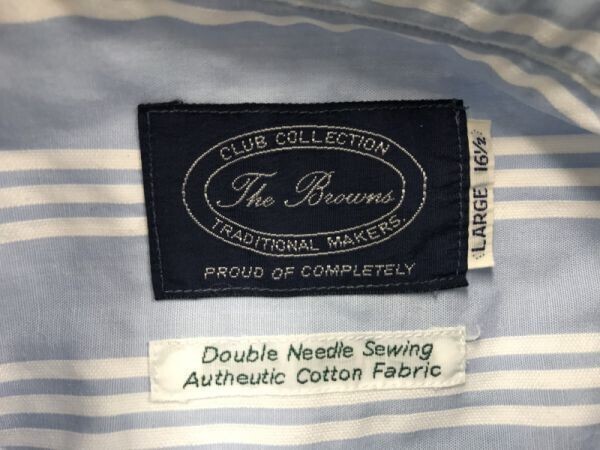 CLUB COLLECTION
The Browns
TRADITIONAL MAKERS.
PROUD OF COMPLETELY
LARGE 16½
Double Needle Sewing
Autheutic Cotton Fabric